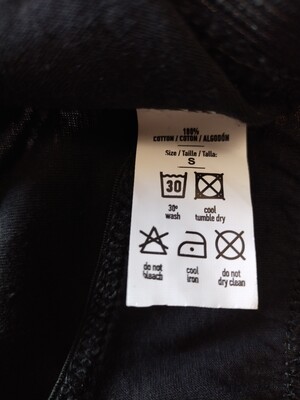 100%
COTTON / COTON / ALGODÓN
Size / Taille / Talla:
S
30
30° wash
cool tumble dry
do not bleach
cool iron
do not dry clean